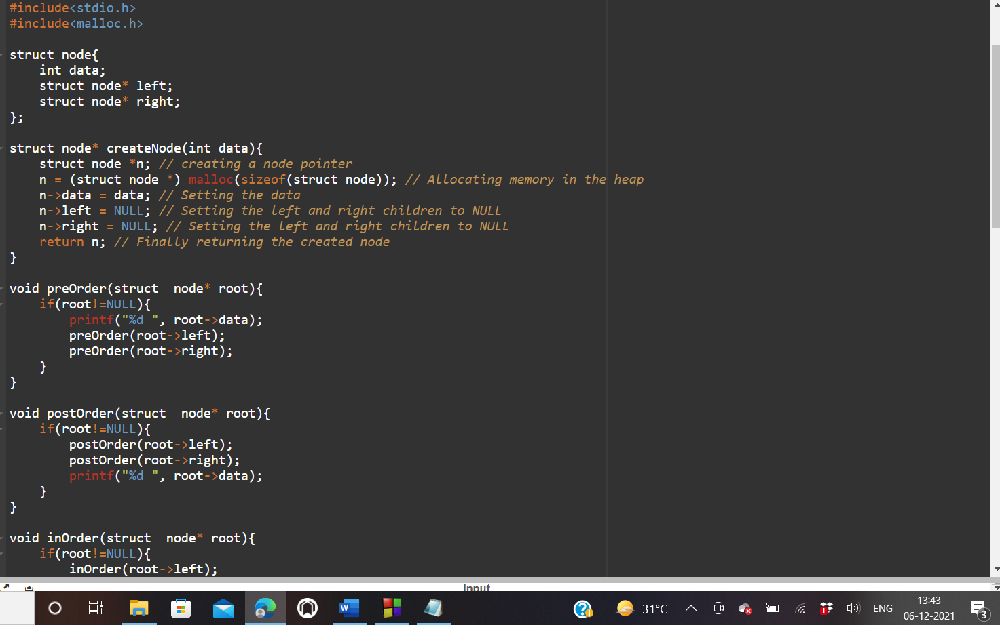 #include<stdio.h>
#include<malloc.h>
struct node{
    int data;
    struct node* left;
    struct node* right;
};
struct node* createNode(int data){
    struct node *n; // creating a node pointer
    n = (struct node *) malloc(sizeof(struct node)); // Allocating memory in the heap
    n->data = data; // Setting the data
    n->left = NULL; // Setting the left and right children to NULL
    n->right = NULL; // Setting the left and right children to NULL
    return n; // Finally returning the created node
}
void preOrder(struct  node* root){
    if(root!=NULL){
        printf("%d ", root->data);
        preOrder(root->left);
        preOrder(root->right);
    }
}
void postOrder(struct  node* root){
    if(root!=NULL){
        postOrder(root->left);
        postOrder(root->right);
        printf("%d ", root->data);
    }
}
void inOrder(struct  node* root){
    if(root!=NULL){
        inOrder(root->left);
input
W
31°C
1
ENG
13:43
06-12-2021
3